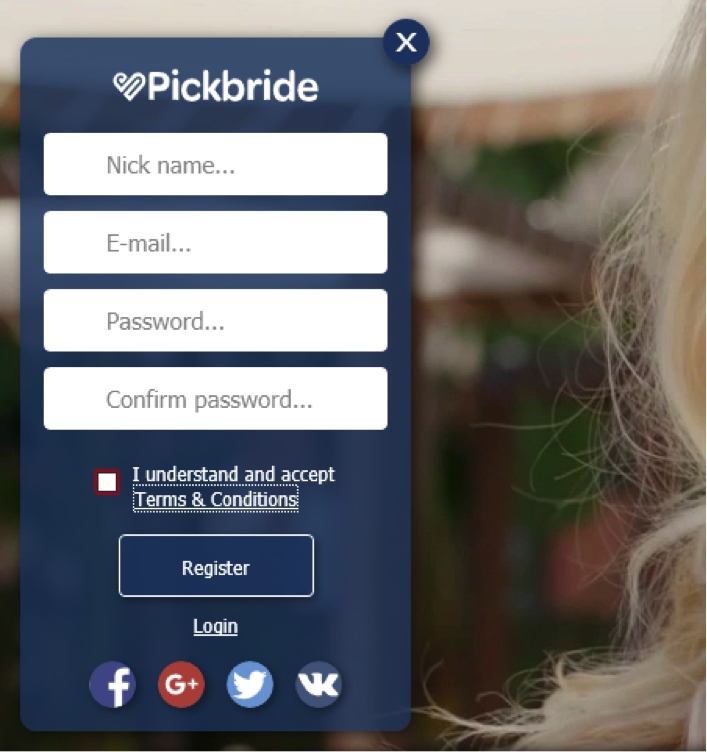 X
Pickbride
Nick name...
E-mail...
Password...
Confirm password...
I understand and accept
Terms & Conditions
Register
Login
f
G+
VK